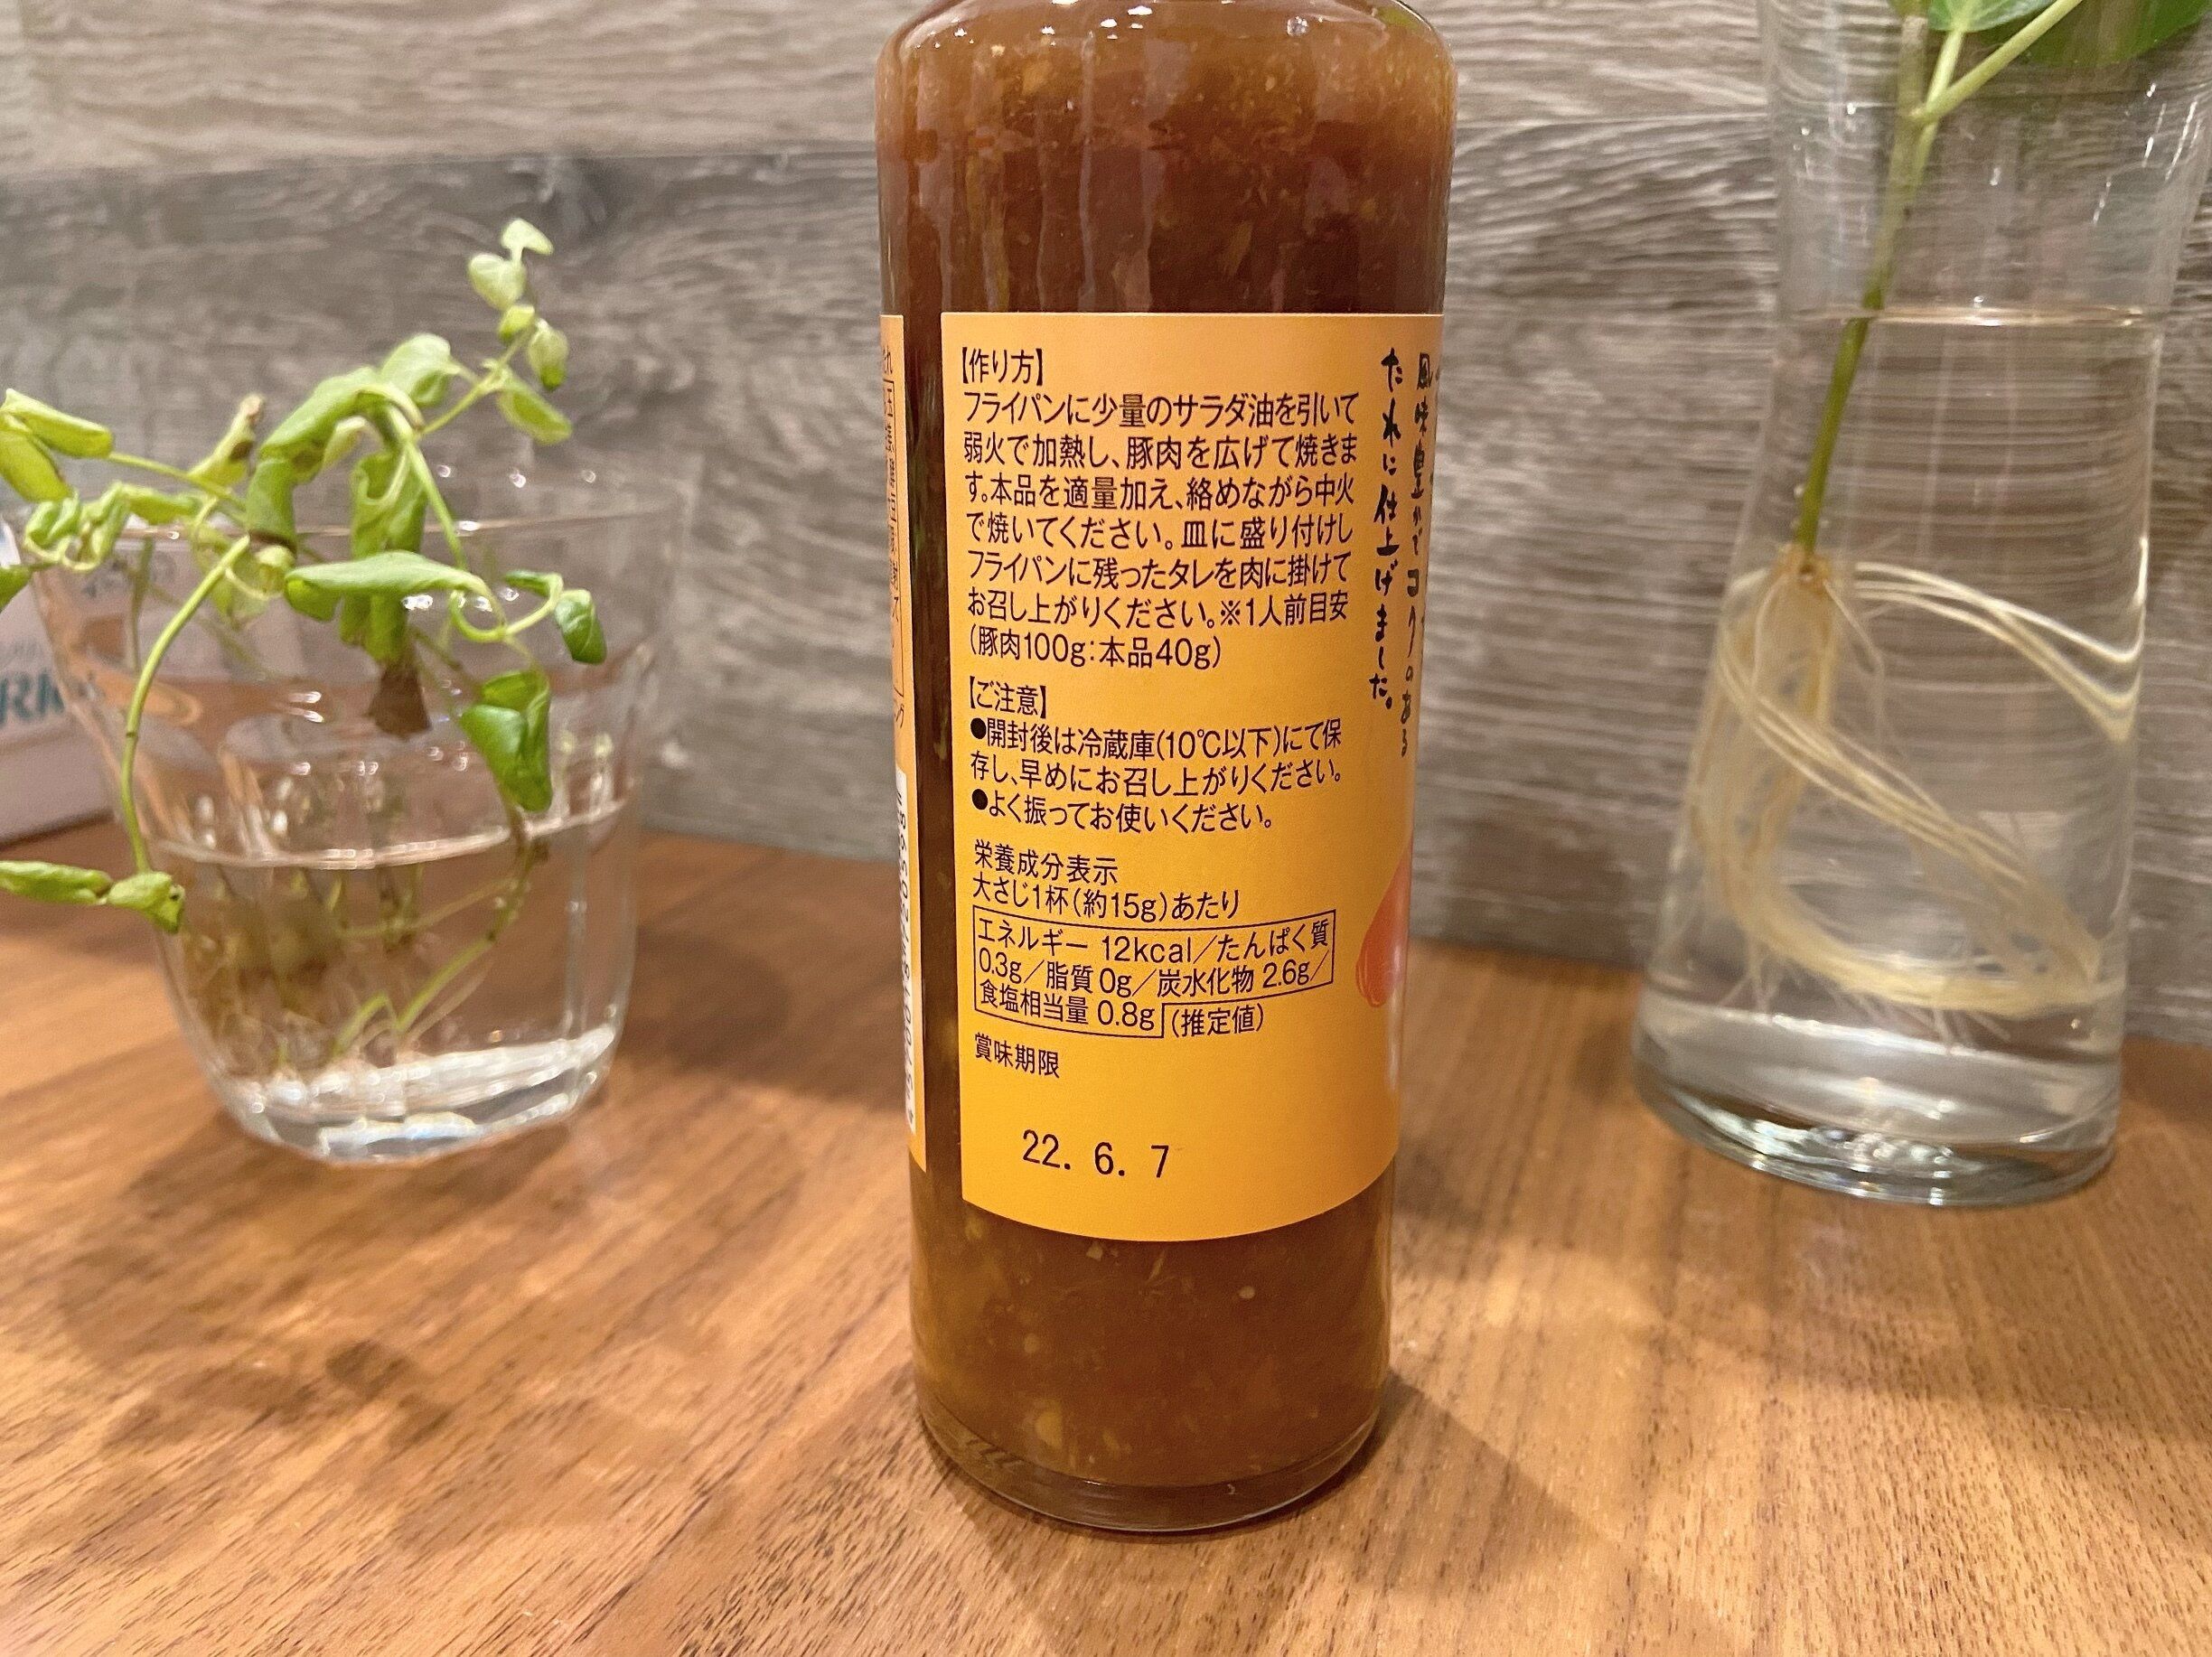 【作り方】
フライパンに少量のサラダ油を引いて
弱火で加熱し、豚肉を広げて焼きま
す。本品を適量加え、絡めながら中火
で焼いてください。皿に盛り付けし
フライパンに残ったタレを肉に掛けて
お召し上がりください。※1人前目安
(豚肉100g:本品40g)
【ご注意】
●開封後は冷蔵庫(10℃以下)にて保
存し、早めにお召し上がりください。
●よく振ってお使いください。
栄養成分表示
大さじ1杯(約15g)あたり
エネルギー 12kcal/たんぱく質
0.3g/脂質 0g/炭水化物 2.6g/
食塩相当量 0.8g (推定値)
賞味期限
22. 6. 7
風味豊かでコクのある
たれに仕上げました。